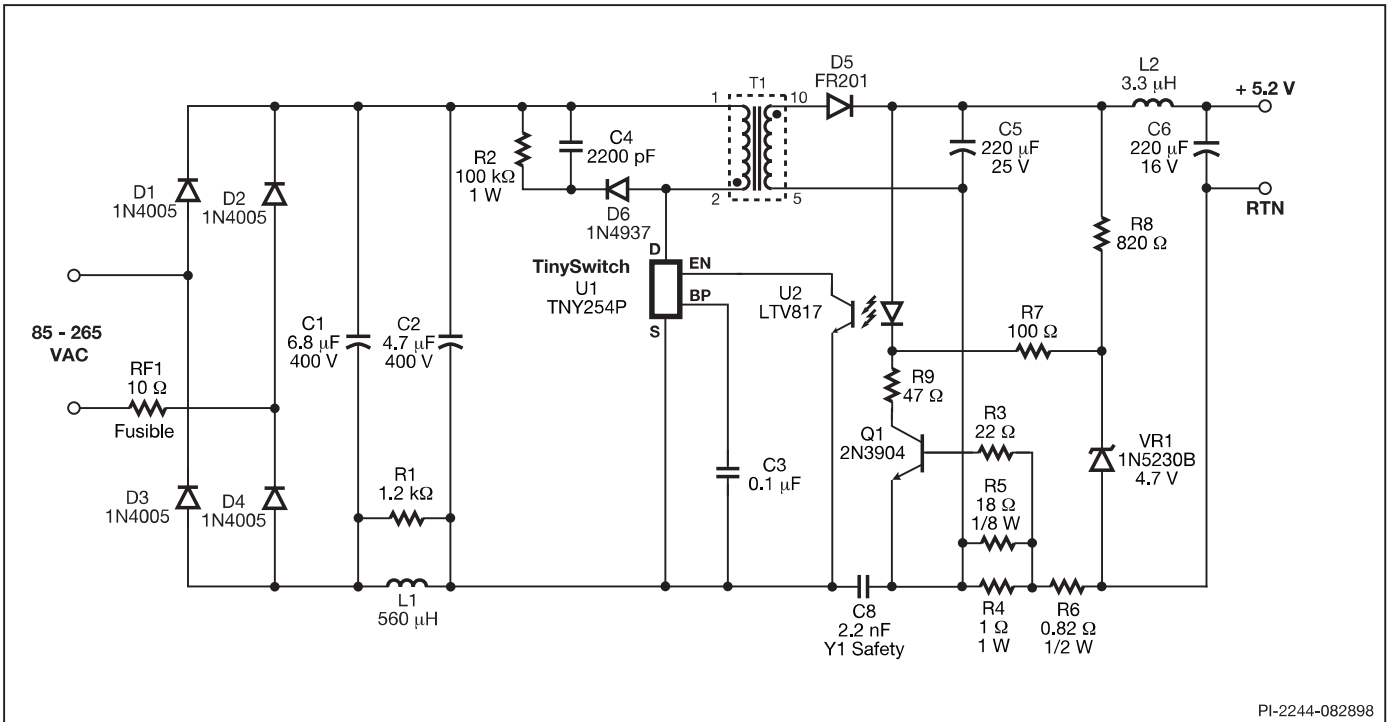 D5
FR201
L2
3.3 µH
+ 5.2 V
T1
1
10
2
5
C4
2200 pF
R2
100 kΩ
1 W
D6
1N4937
C5
220 µF
25 V
C6
220 µF
16 V
RTN
D1
1N4005
D2
1N4005
R8
820 Ω
TinySwitch
U1
TNY254P
D
EN
BP
S
U2
LTV817
R7
100 Ω
85 - 265
VAC
C1
6.8 µF
400 V
C2
4.7 µF
400 V
RF1
10 Ω
Fusible
R9
47 Ω
Q1
2N3904
R3
22 Ω
VR1
1N5230B
4.7 V
C3
0.1 µF
R1
1.2 kΩ
D3
1N4005
D4
1N4005
R5
18 Ω
1/8 W
L1
560 µH
C8
2.2 nF
Y1 Safety
R4
1 Ω
1 W
R6
0.82 Ω
1/2 W
PI-2244-082898